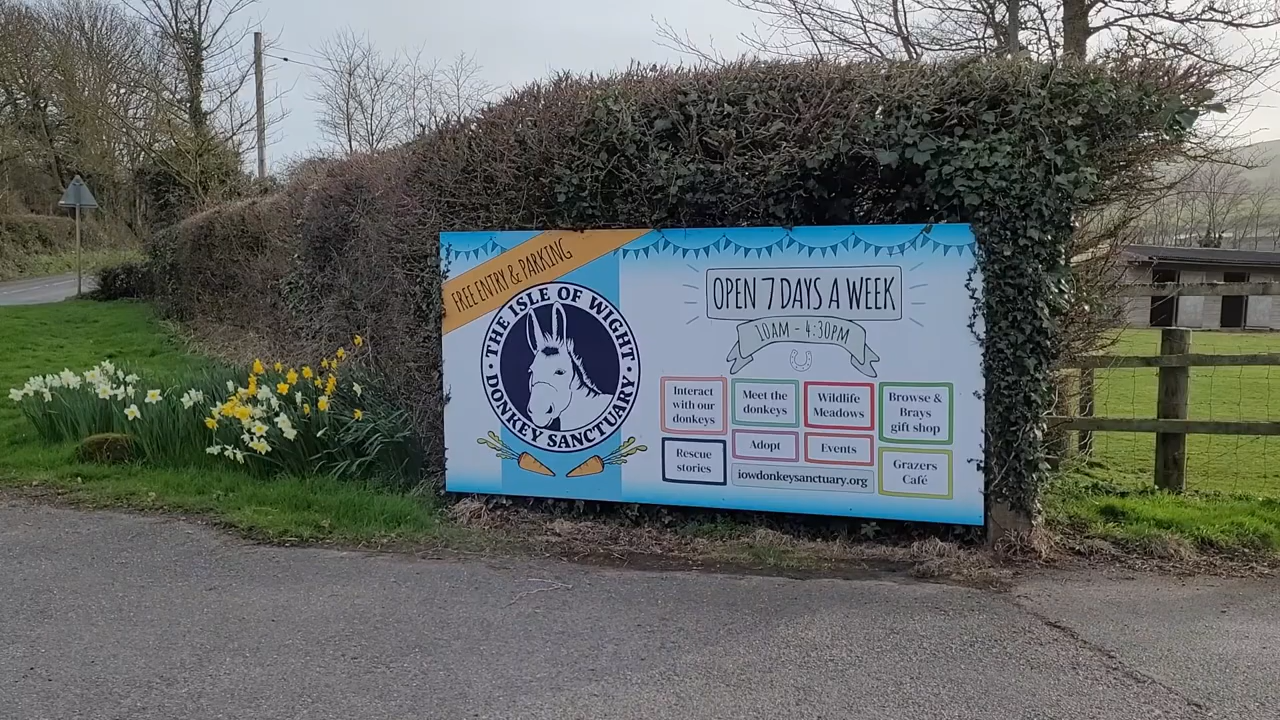 FREE ENTRY & PARKING
THE ISLE OF WIGHT
DONKEY SANCTUARY
OPEN 7 DAYS A WEEK
10AM - 4:30PM
Interact
with our
donkeys
Meet the
donkeys
Wildlife
Meadows
Browse &
Brays
gift shop
Rescue
stories
Adopt
Events
Grazers
Café
iowdonkeysanctuary.org